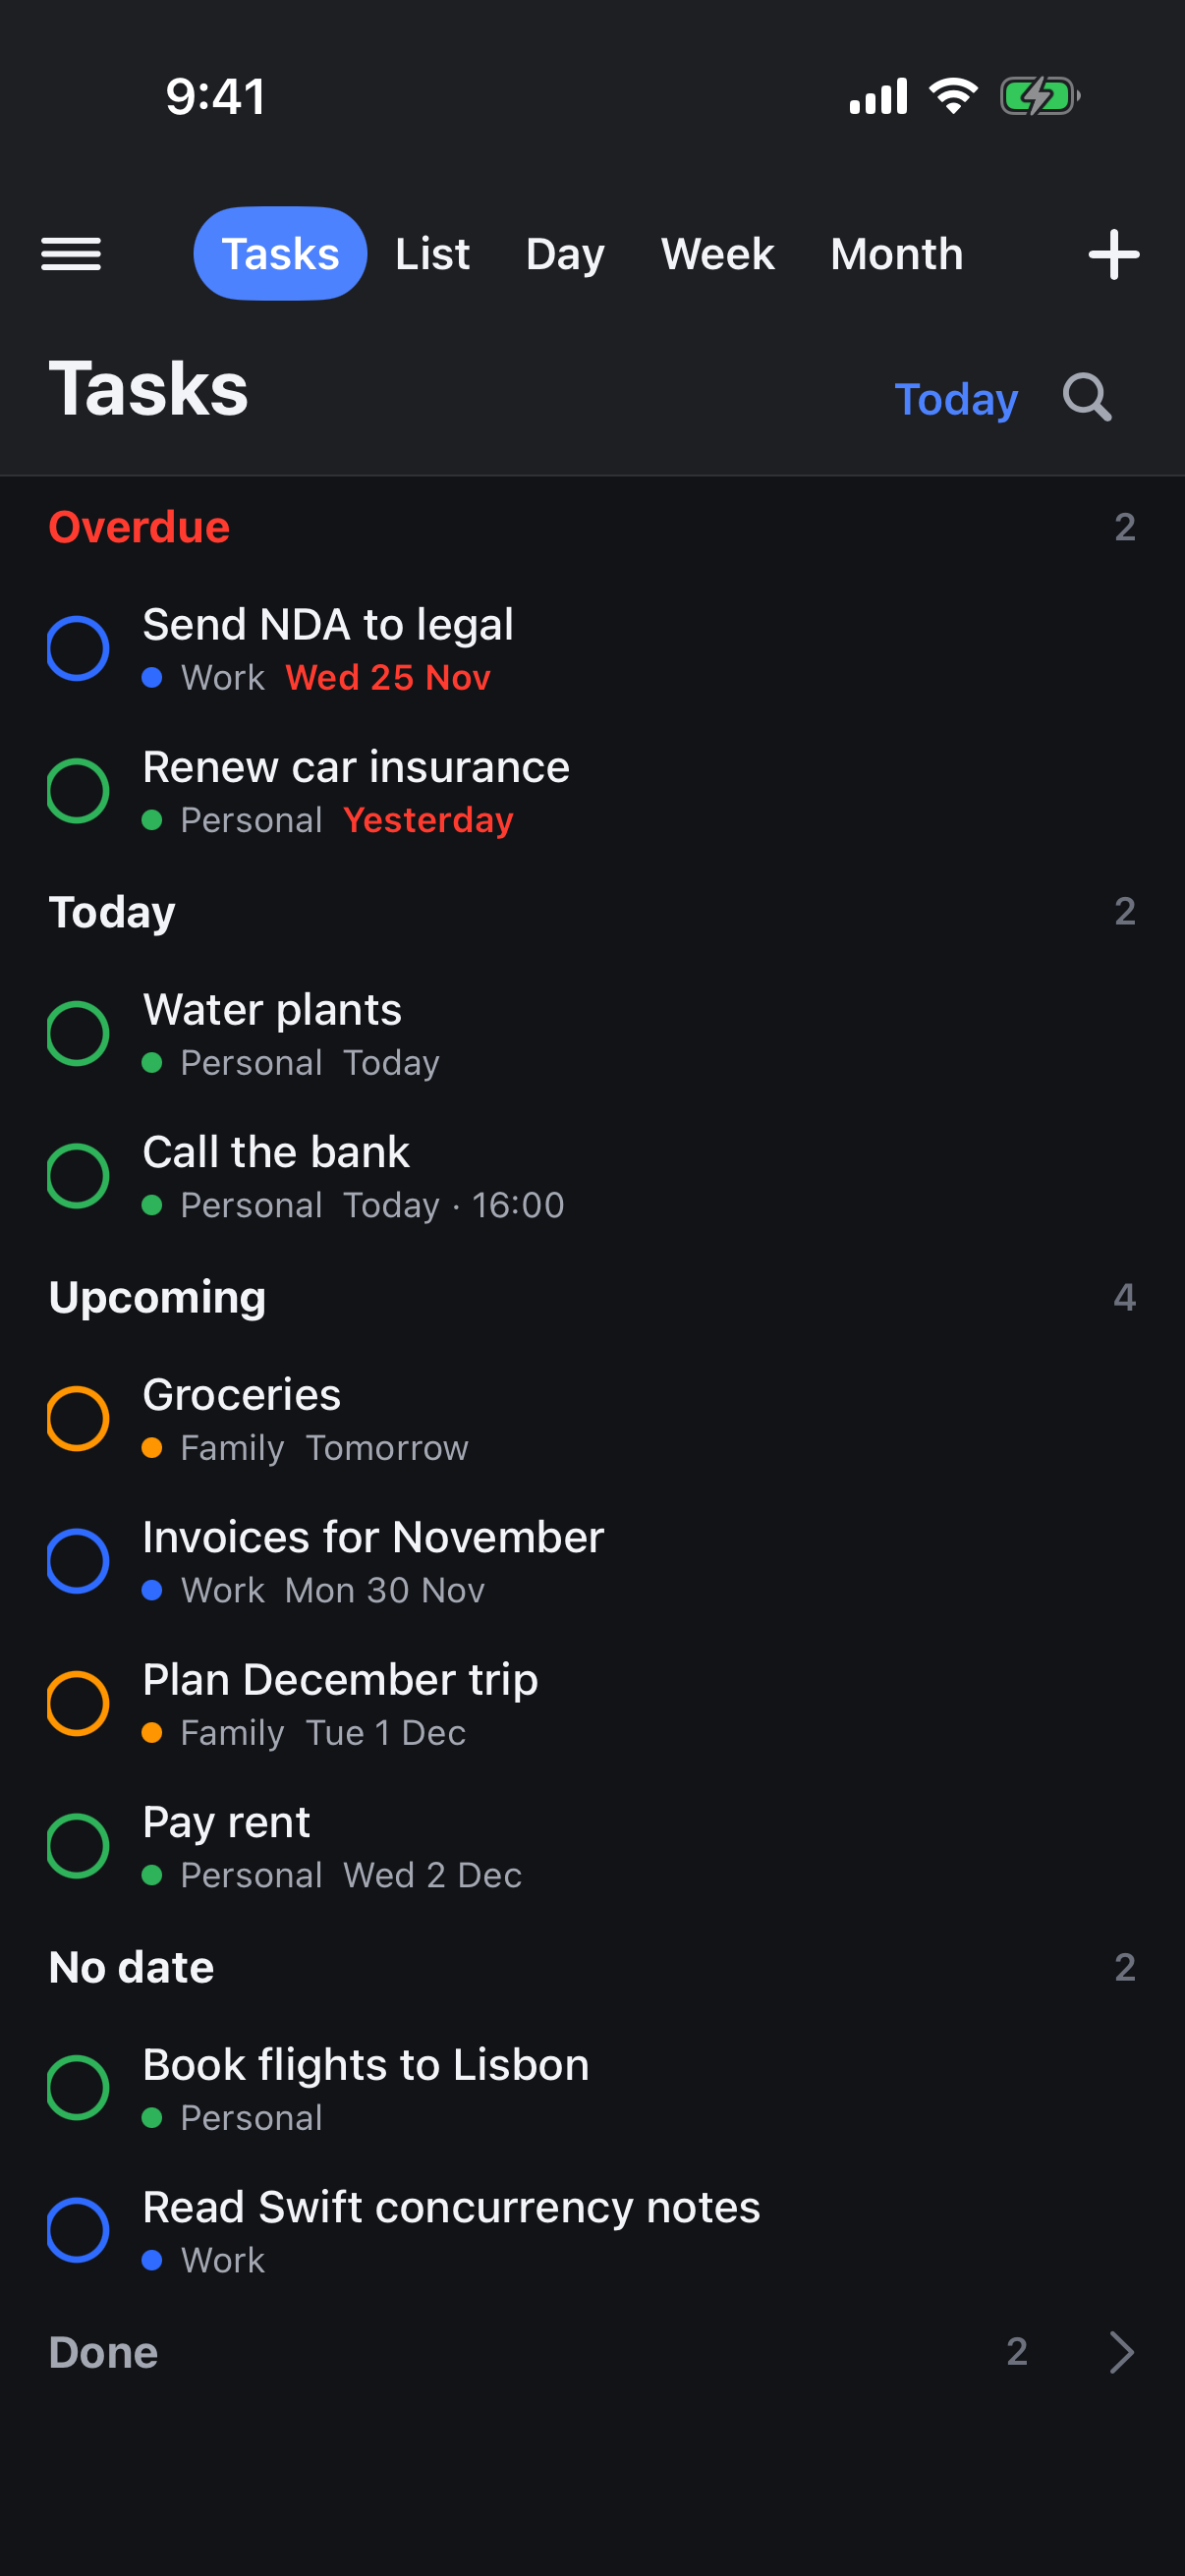 9:41
Tasks List Day Week Month
Tasks
Today
Overdue 2
Send NDA to legal
Work Wed 25 Nov
Renew car insurance
Personal Yesterday
Today 2
Water plants
Personal Today
Call the bank
Personal Today · 16:00
Upcoming 4
Groceries
Family Tomorrow
Invoices for November
Work Mon 30 Nov
Plan December trip
Family Tue 1 Dec
Pay rent
Personal Wed 2 Dec
No date 2
Book flights to Lisbon
Personal
Read Swift concurrency notes
Work
Done 2